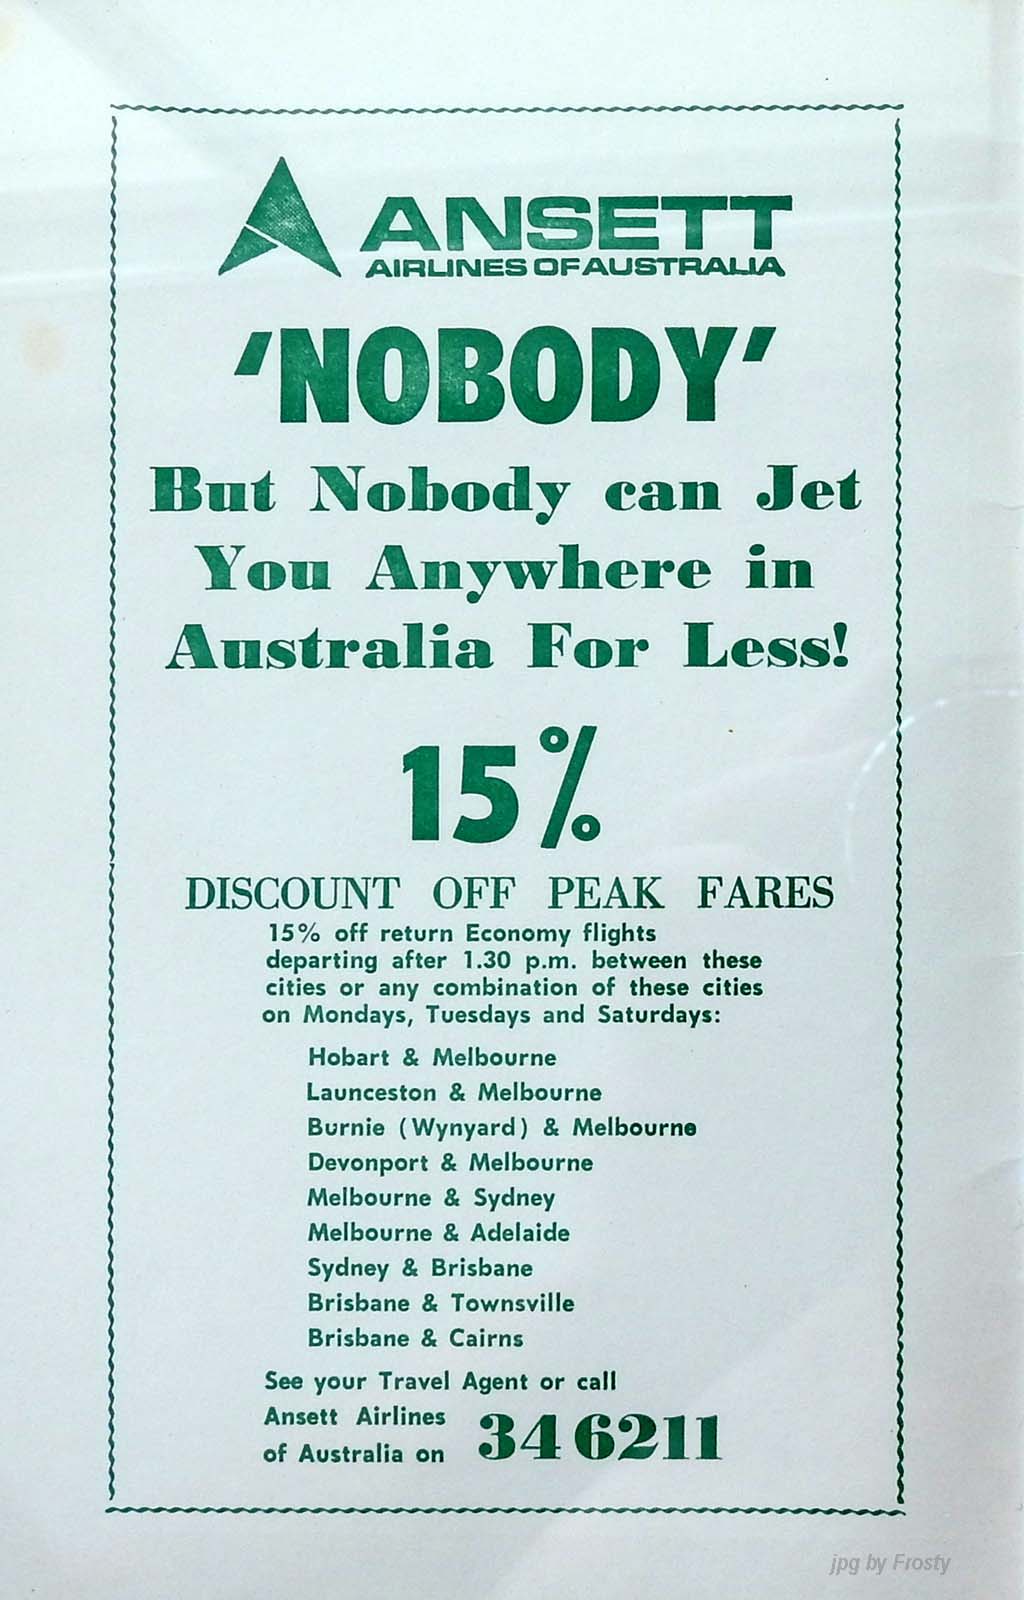 ANSETT
AIRLINES OF AUSTRALIA
'NOBODY'
But Nobody can Jet
You Anywhere in
Australia For Less!
15%
DISCOUNT OFF PEAK FARES
15% off return Economy flights
departing after 1.30 p.m. between these
cities or any combination of these cities
on Mondays, Tuesdays and Saturdays:
Hobart & Melbourne
Launceston & Melbourne
Burnie (Wynyard) & Melbourne
Devonport & Melbourne
Melbourne & Sydney
Melbourne & Adelaide
Sydney & Brisbane
Brisbane & Townsville
Brisbane & Cairns
See your Travel Agent or call
Ansett Airlines
of Australia on 34 6211
jpg by Frosty